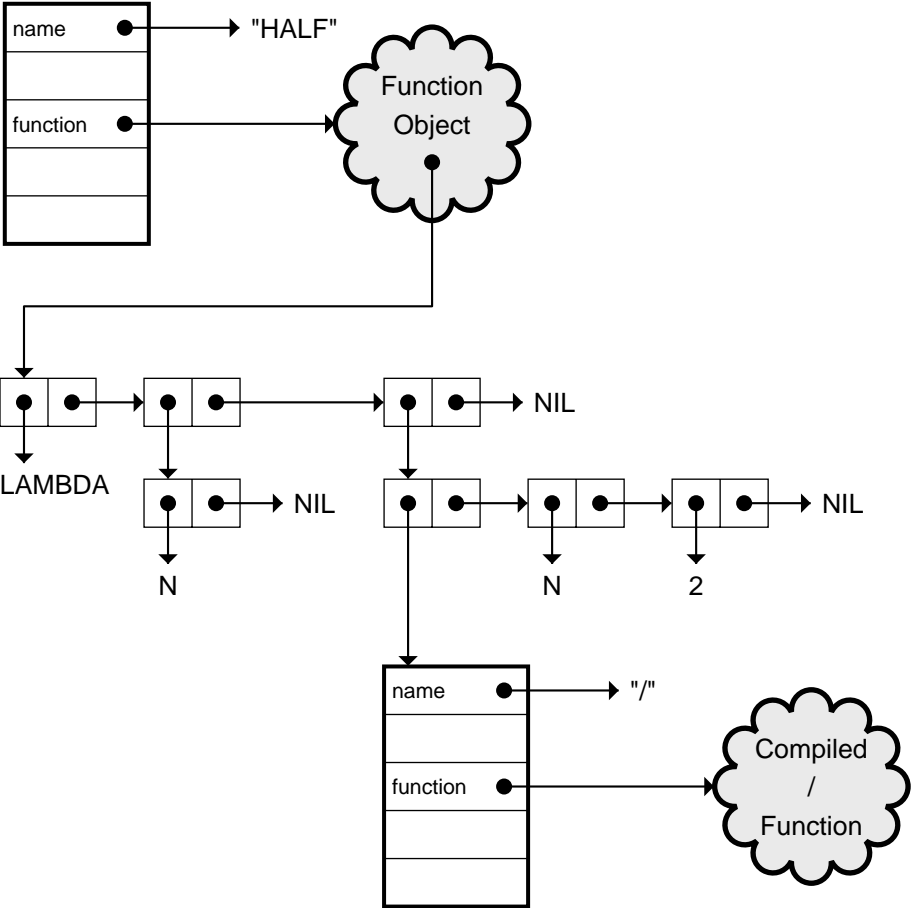 name
"HALF"
Function
Object
function
NIL
LAMBDA
NIL
NIL
N
N
2
name
"/"
Compiled
/
Function
function